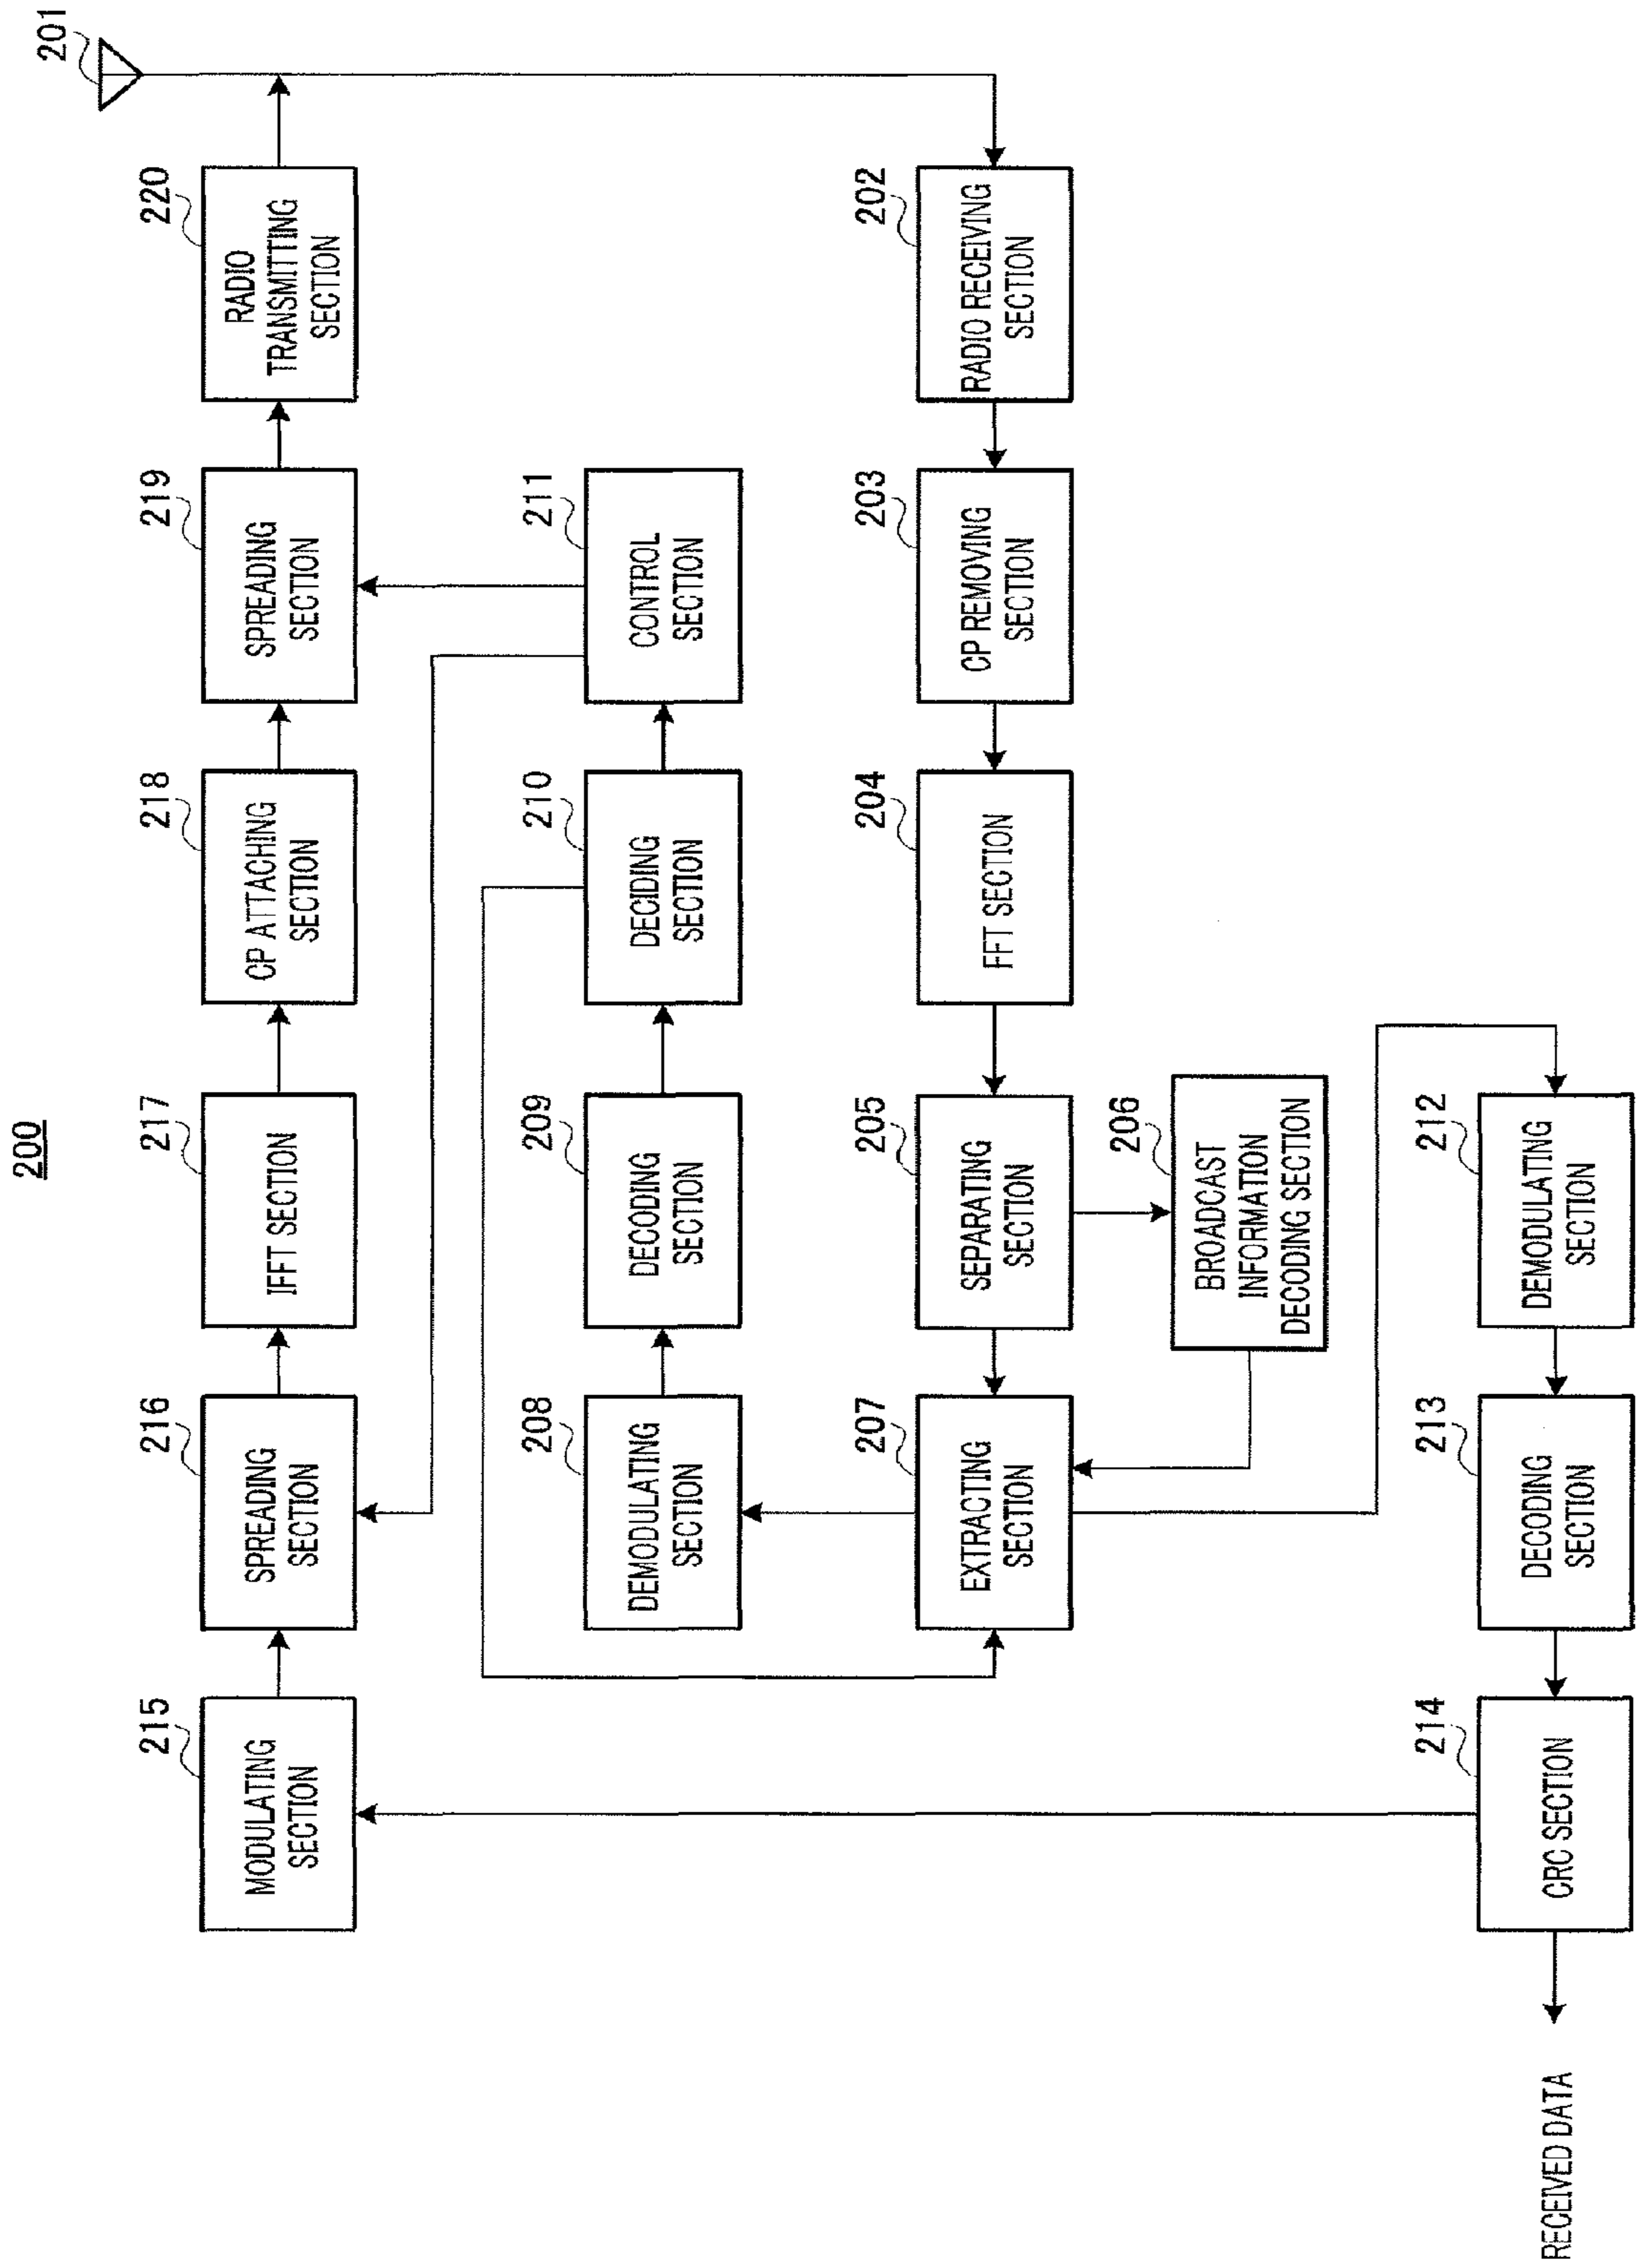 200
201
215
MODULATING
SECTION
216
SPREADING
SECTION
217
IFFT SECTION
218
CP ATTACHING
SECTION
219
SPREADING
SECTION
220
RADIO
TRANSMITTING
SECTION
208
DEMODULATING
SECTION
209
DECODING
SECTION
210
DECIDING
SECTION
211
CONTROL
SECTION
207
EXTRACTING
SECTION
205
SEPARATING
SECTION
204
FFT SECTION
203
CP REMOVING
SECTION
202
RADIO RECEIVING
SECTION
206
BROADCAST
INFORMATION
DECODING SECTION
RECEIVED DATA
214
CRC SECTION
213
DECODING
SECTION
212
DEMODULATING
SECTION